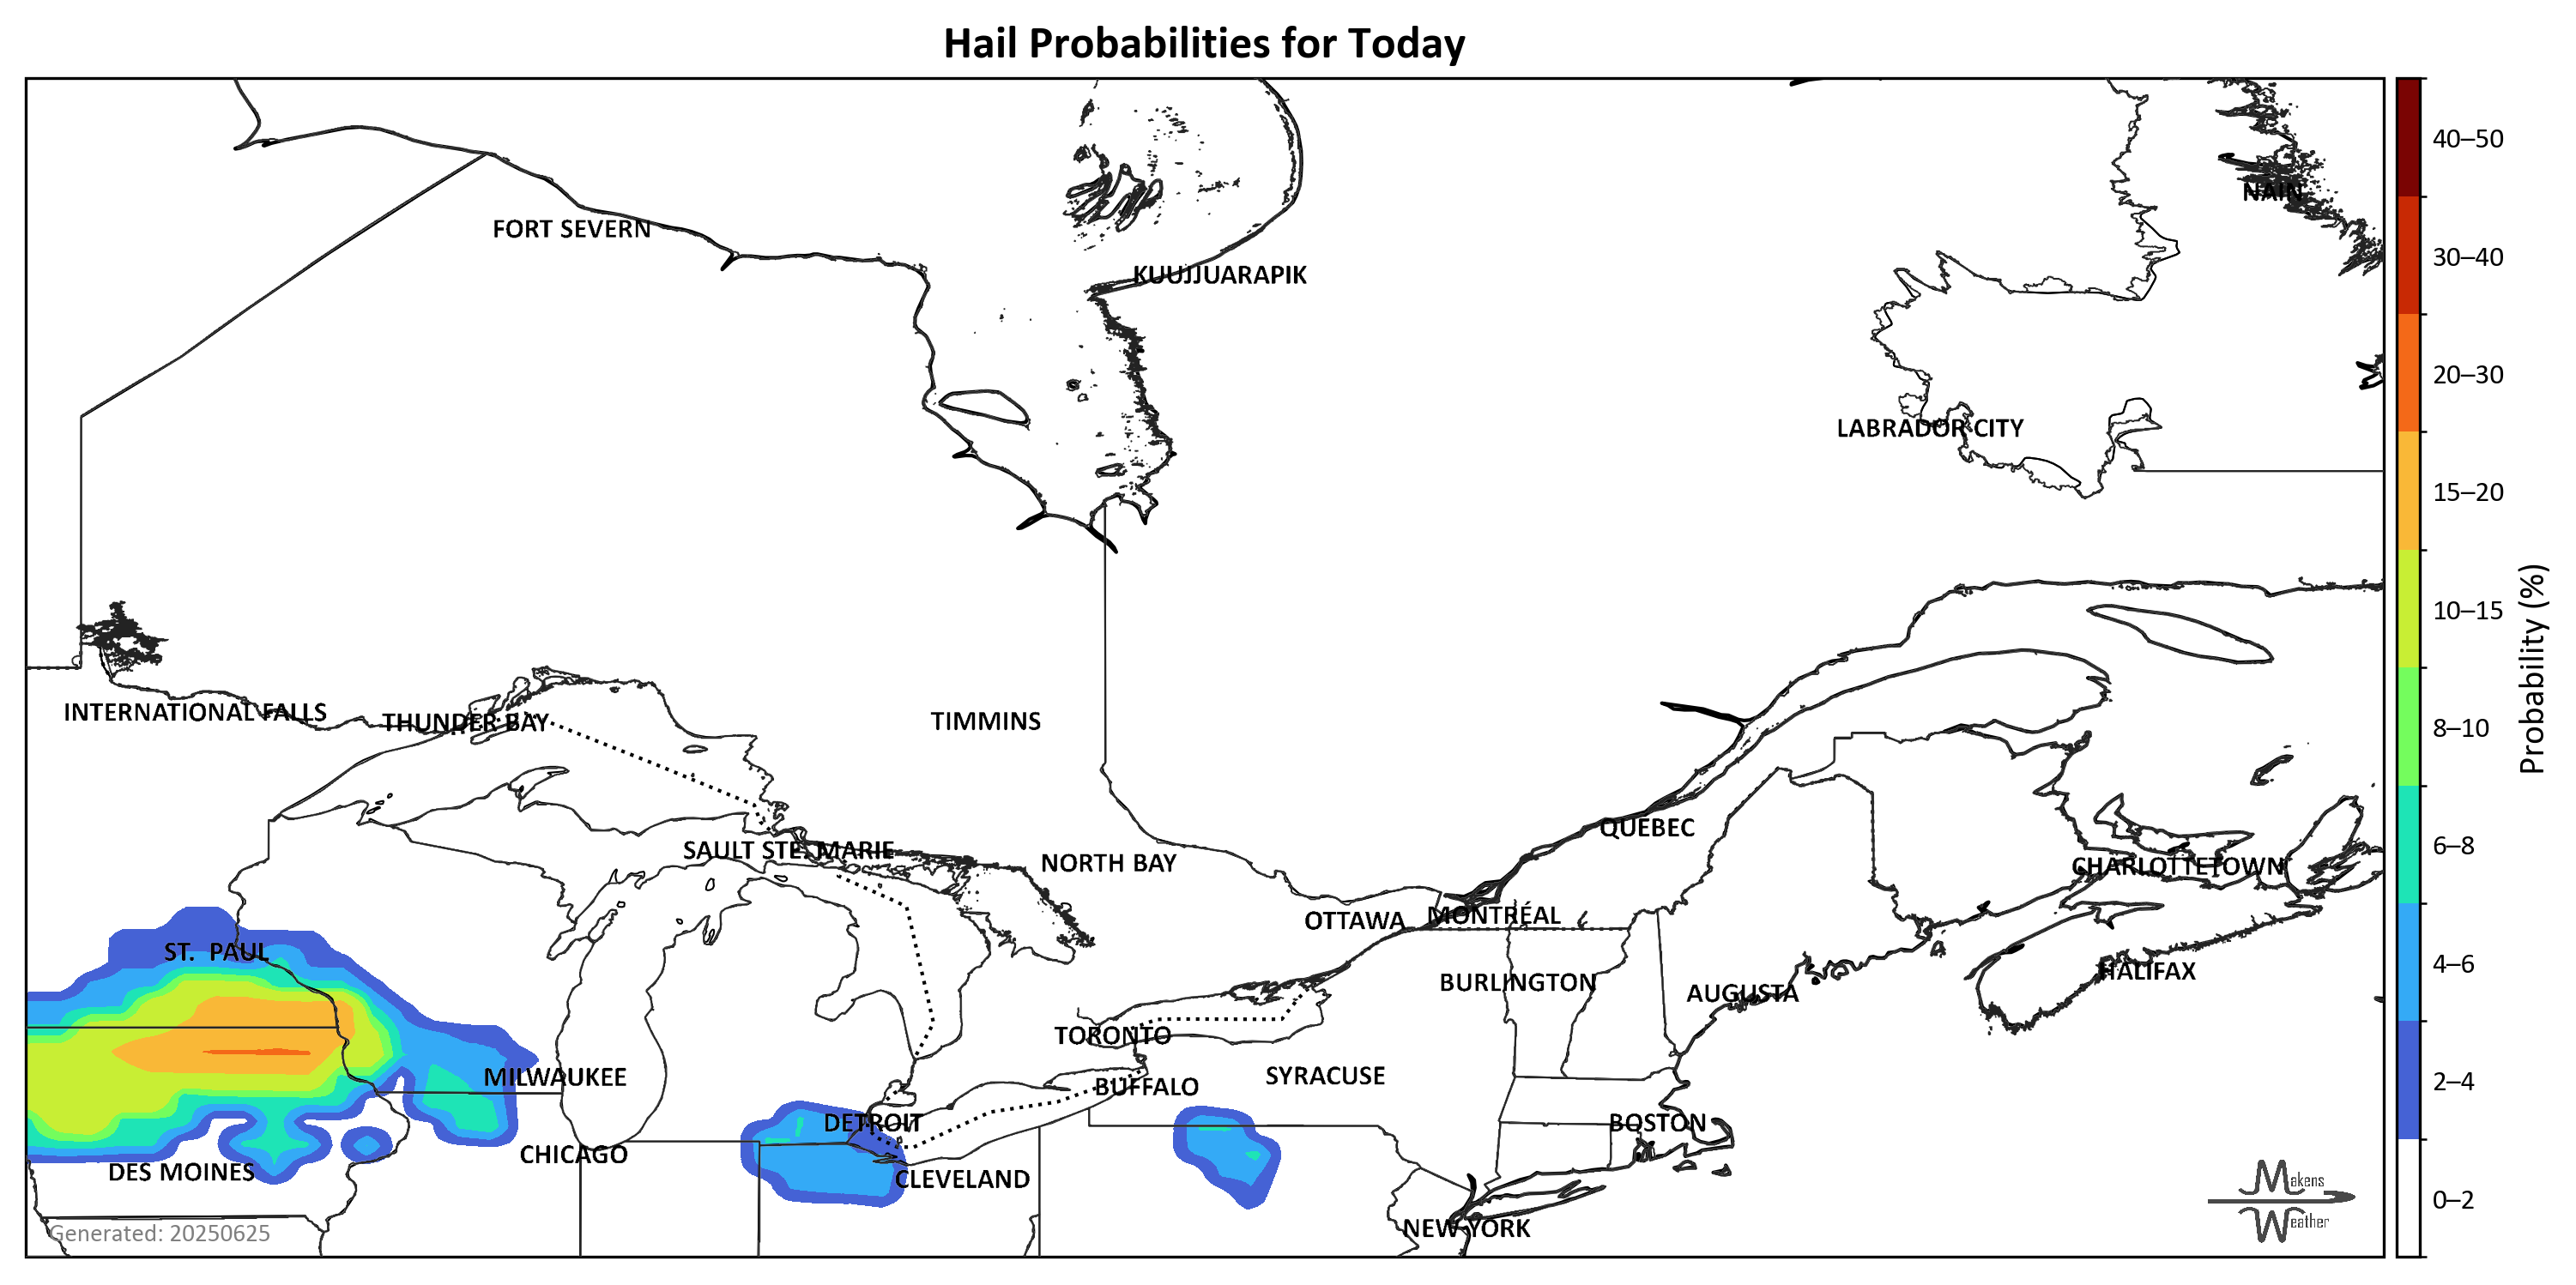 Hail Probabilities for Today
40–50
NAIN
FORT SEVERN
30–40
KUUJJUARAPIK
20–30
LABRADOR CITY
15–20
10–15
Probability (%)
INTERNATIONAL FALLS
THUNDER BAY
TIMMINS
8–10
QUEBEC
SAULT STE. MARIE
6–8
NORTH BAY
CHARLOTTETOWN
OTTAWA
MONTRÉAL
ST. PAUL
4–6
HALIFAX
BURLINGTON
AUGUSTA
TORONTO
SYRACUSE
MILWAUKEE
2–4
BUFFALO
DETROIT
BOSTON
CHICAGO
DES MOINES
CLEVELAND
Makens
Weather
0–2
NEW YORK
Generated: 20250625